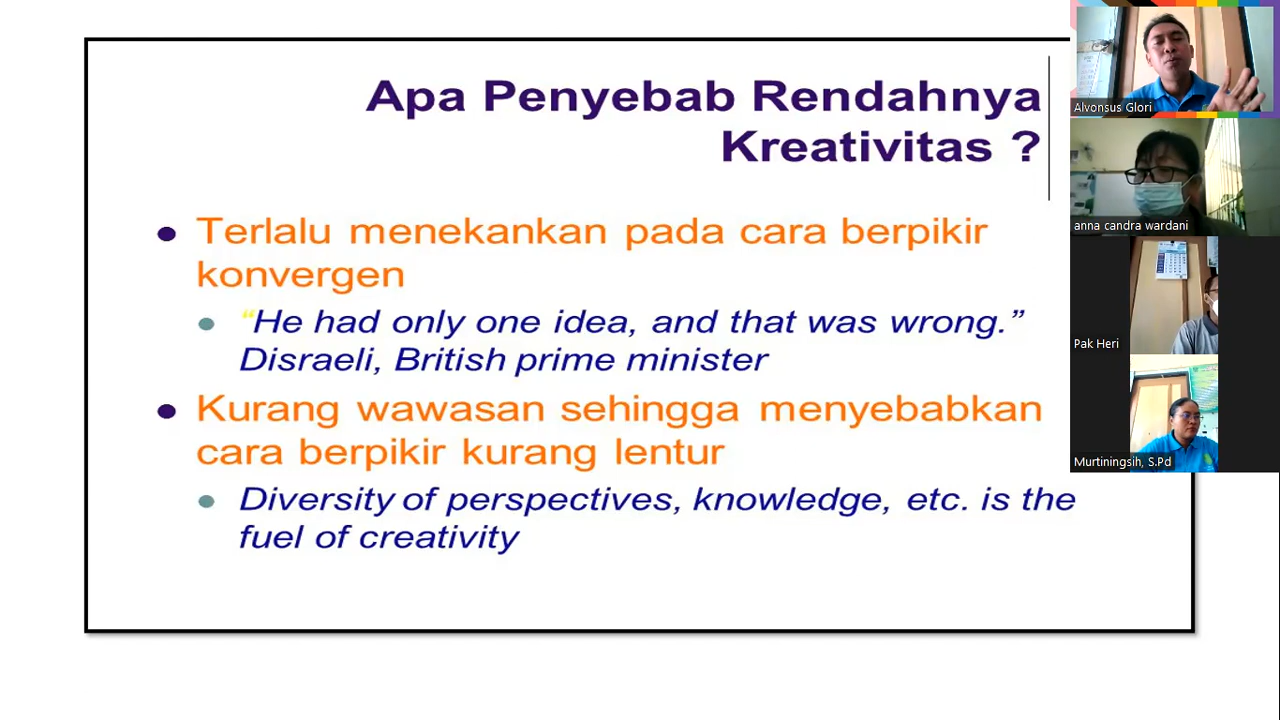 Apa Penyebab Rendahnya
Kreativitas ?
Terlalu menekankan pada cara berpikir
konvergen
“He had only one idea, and that was wrong.”
Disraeli, British prime minister
Kurang wawasan sehingga menyebabkan
cara berpikir kurang lentur
Diversity of perspectives, knowledge, etc. is the
fuel of creativity
Alvonsus Glori
anna candra wardani
Pak Heri
Murtiningsih, S.Pd